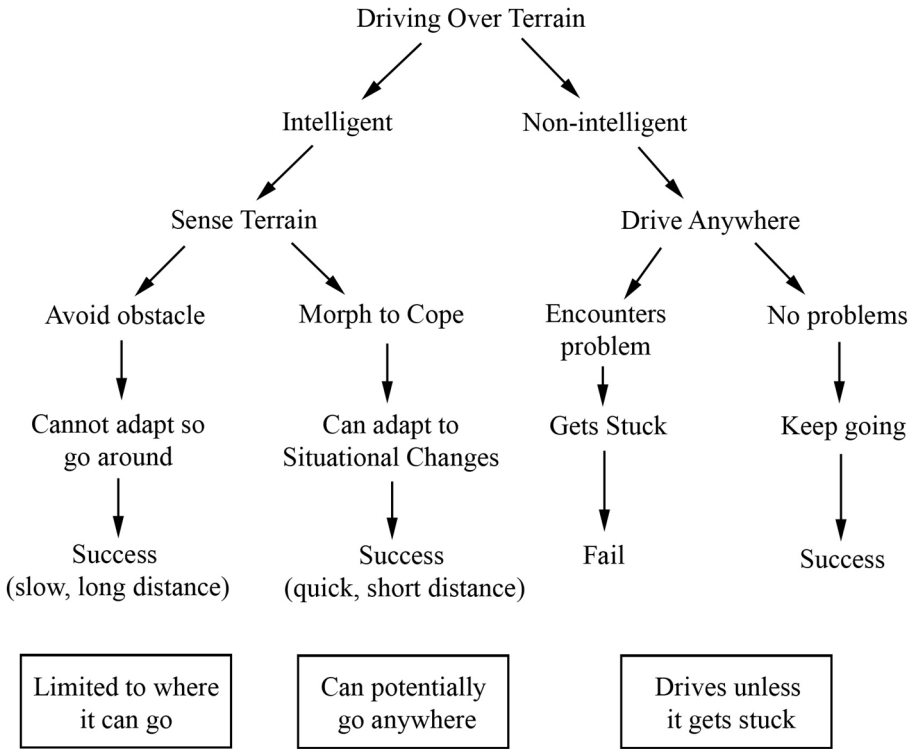 Driving Over Terrain
Intelligent
Non-intelligent
Sense Terrain
Drive Anywhere
Avoid obstacle
Morph to Cope
Encounters
problem
No problems
Cannot adapt so
go around
Can adapt to
Situational Changes
Gets Stuck
Keep going
Success
(slow, long distance)
Success
(quick, short distance)
Fail
Success
Limited to where
it can go
Can potentially
go anywhere
Drives unless
it gets stuck